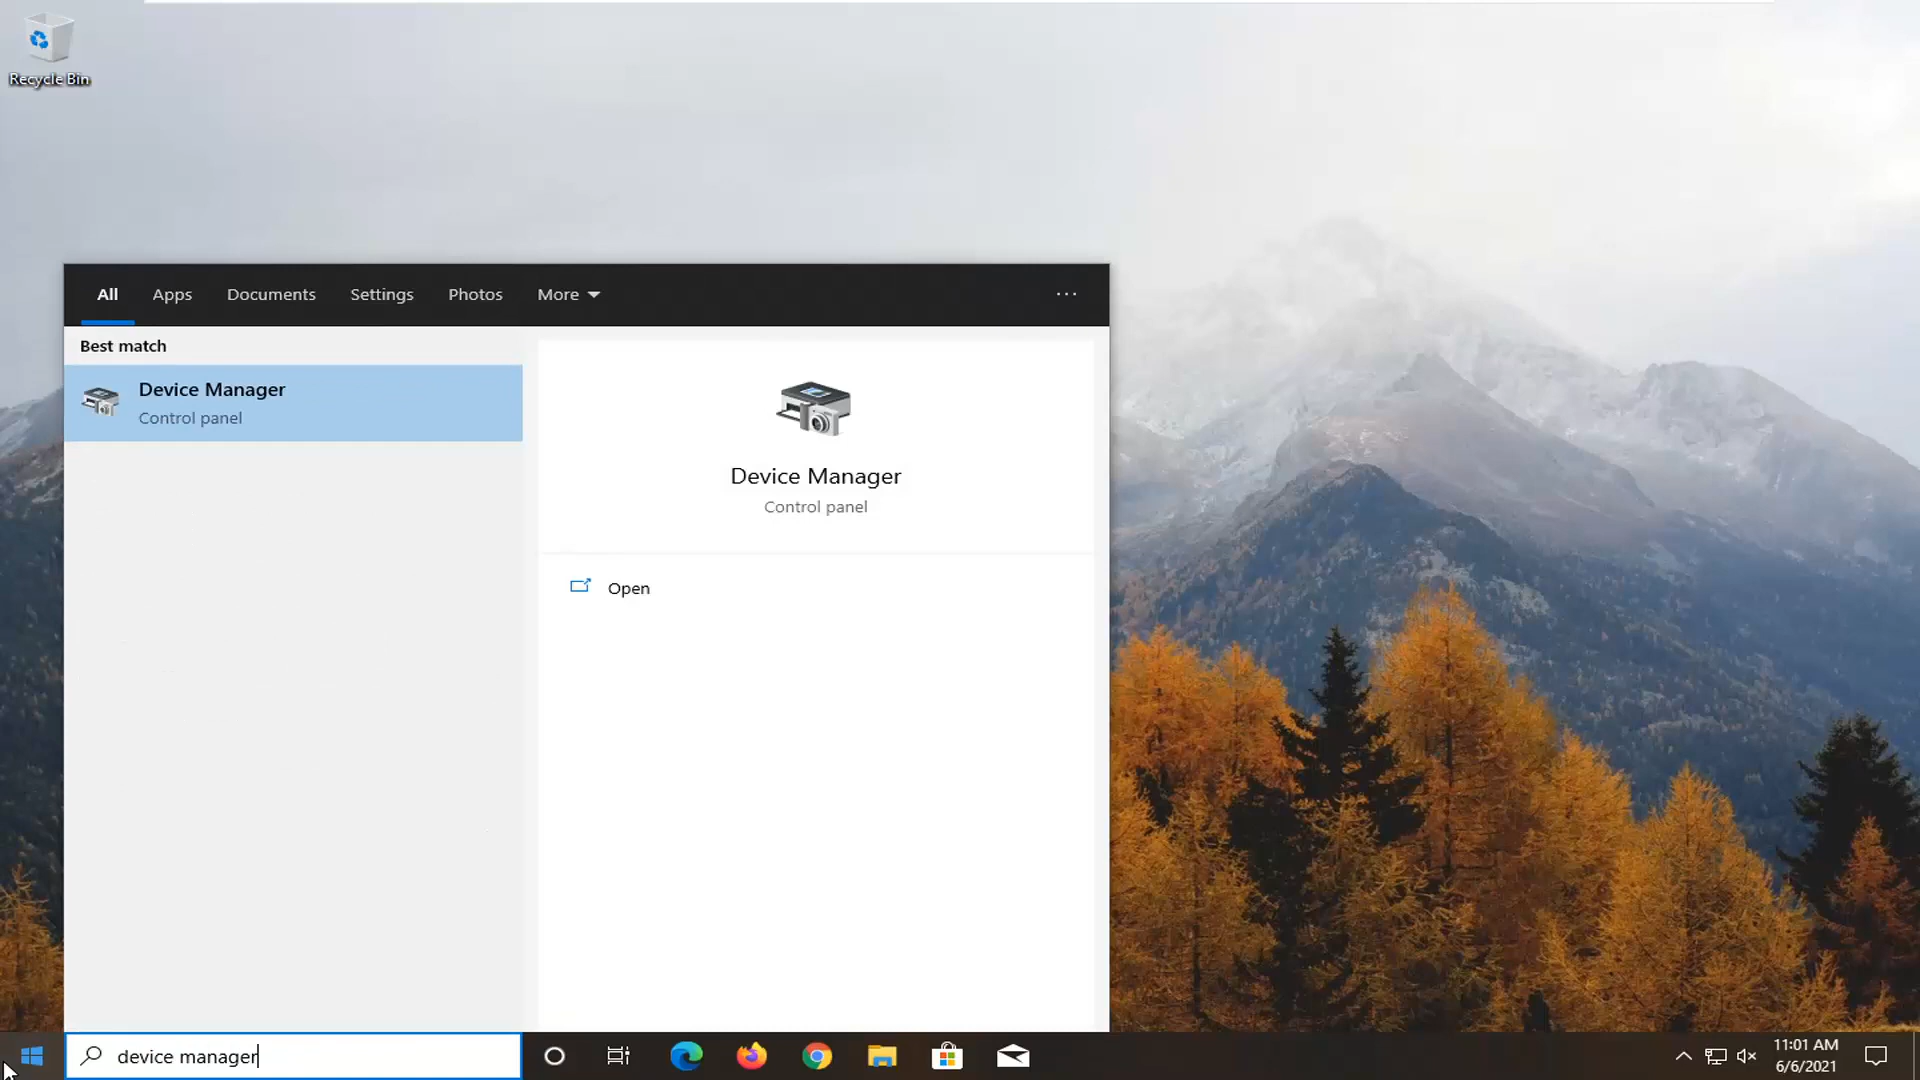 Recycle Bin
All Apps Documents Settings Photos More
Best match
Device Manager
Control panel
Device Manager
Control panel
Open
device manager
11:01 AM
6/6/2021